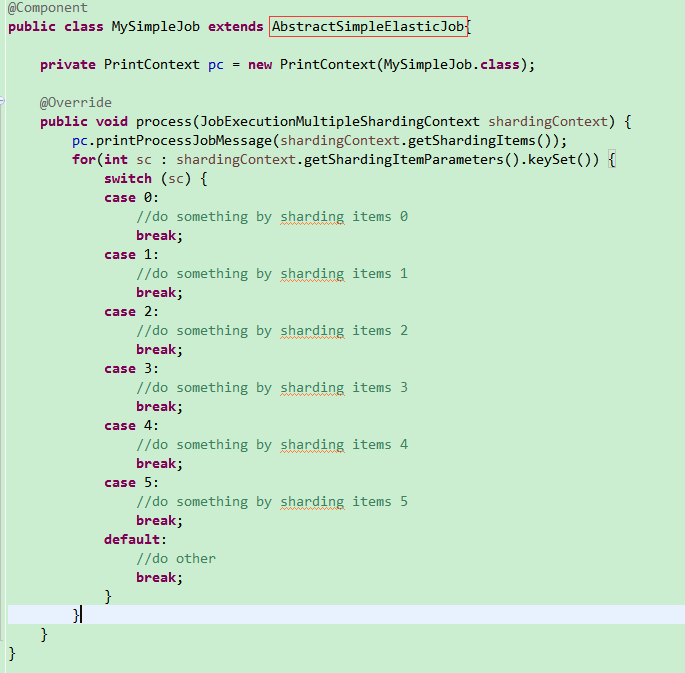 @Component
public class MySimpleJob extends AbstractSimpleElasticJob{
private PrintContext pc = new PrintContext(MySimpleJob.class);
@Override
public void process(JobExecutionMultipleShardingContext shardingContext) {
pc.printProcessJobMessage(shardingContext.getShardingItems());
for(int sc : shardingContext.getShardingItemParameters().keySet()) {
switch (sc) {
case 0:
//do something by sharding items 0
break;
case 1:
//do something by sharding items 1
break;
case 2:
//do something by sharding items 2
break;
case 3:
//do something by sharding items 3
break;
case 4:
//do something by sharding items 4
break;
case 5:
//do something by sharding items 5
break;
default:
//do other
break;
}
}
}
}